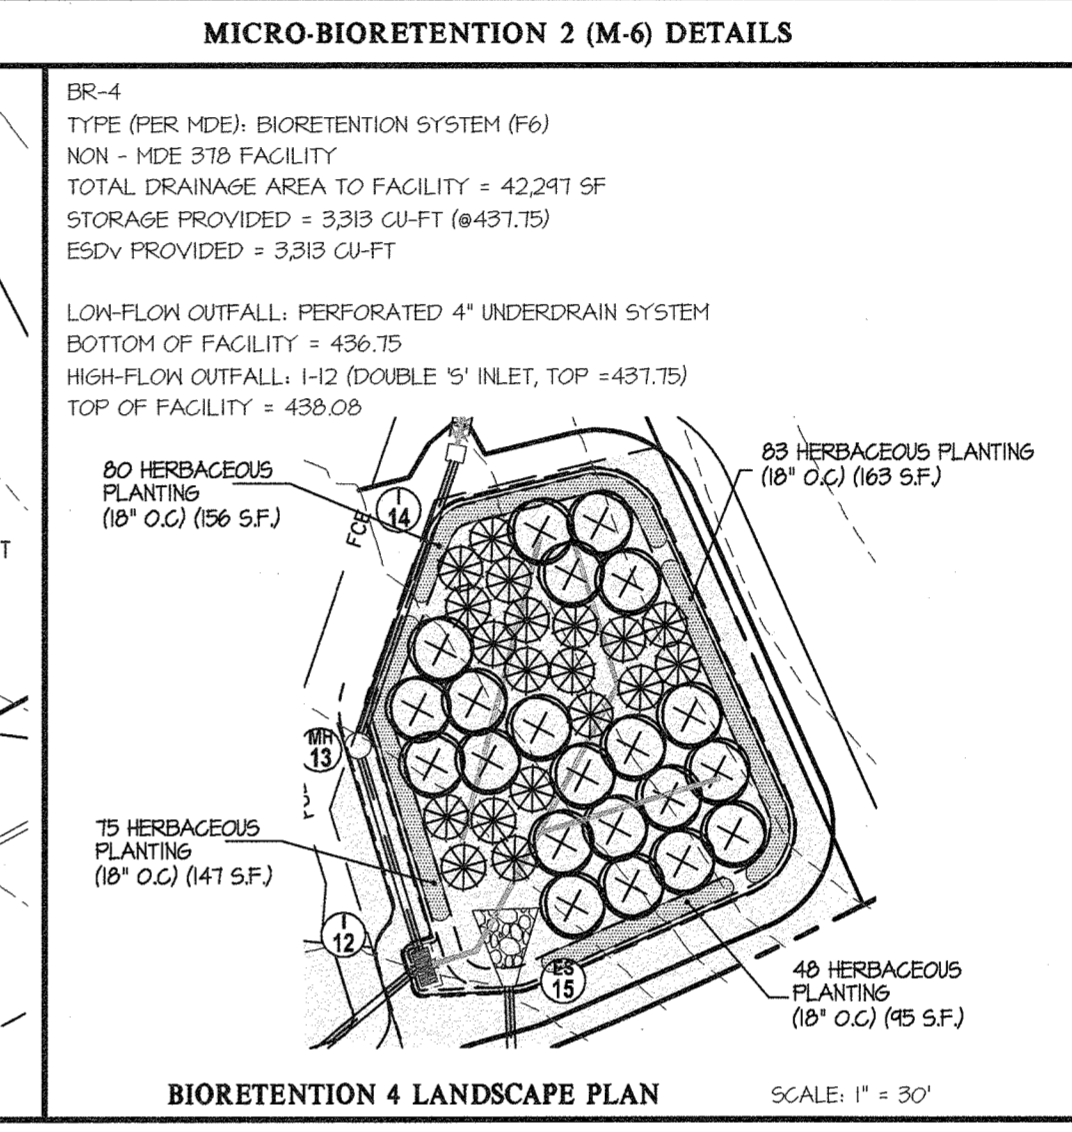 MICRO-BIORETENTION 2 (M-6) DETAILS
BR-4
TYPE (PER MDE): BIORETENTION SYSTEM (F6)
NON - MDE 378 FACILITY
TOTAL DRAINAGE AREA TO FACILITY = 42,297 SF
STORAGE PROVIDED = 3,313 CU-FT (@437.75)
ESDv PROVIDED = 3,313 CU-FT
LOW-FLOW OUTFALL: PERFORATED 4" UNDERDRAIN SYSTEM
BOTTOM OF FACILITY = 436.75
HIGH-FLOW OUTFALL: I-12 (DOUBLE 'S' INLET, TOP =437.75)
TOP OF FACILITY = 438.08
83 HERBACEOUS PLANTING
(18" O.C) (163 S.F.)
80 HERBACEOUS
PLANTING
(18" O.C) (156 S.F.)
I
14
FCE
T
MH
13
75 HERBACEOUS
PLANTING
(18" O.C) (147 S.F.)
I
12
ES
15
48 HERBACEOUS
PLANTING
(18" O.C) (95 S.F.)
BIORETENTION 4 LANDSCAPE PLAN
SCALE: 1" = 30'